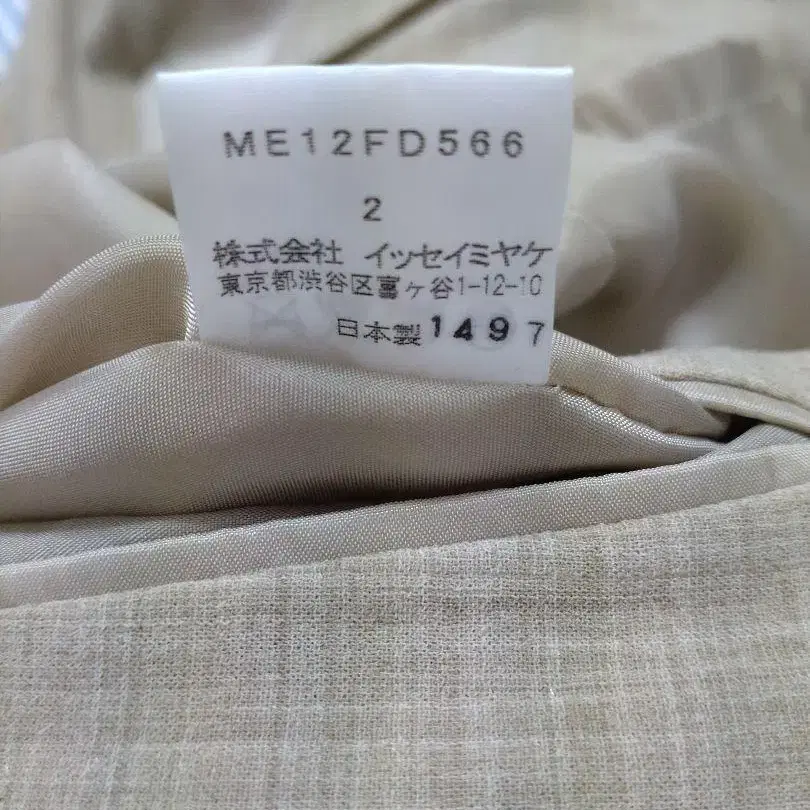 ME12FD566
2
株式会社 イッセイミヤケ
東京都渋谷区富ヶ谷1-12-10
日本製 1497